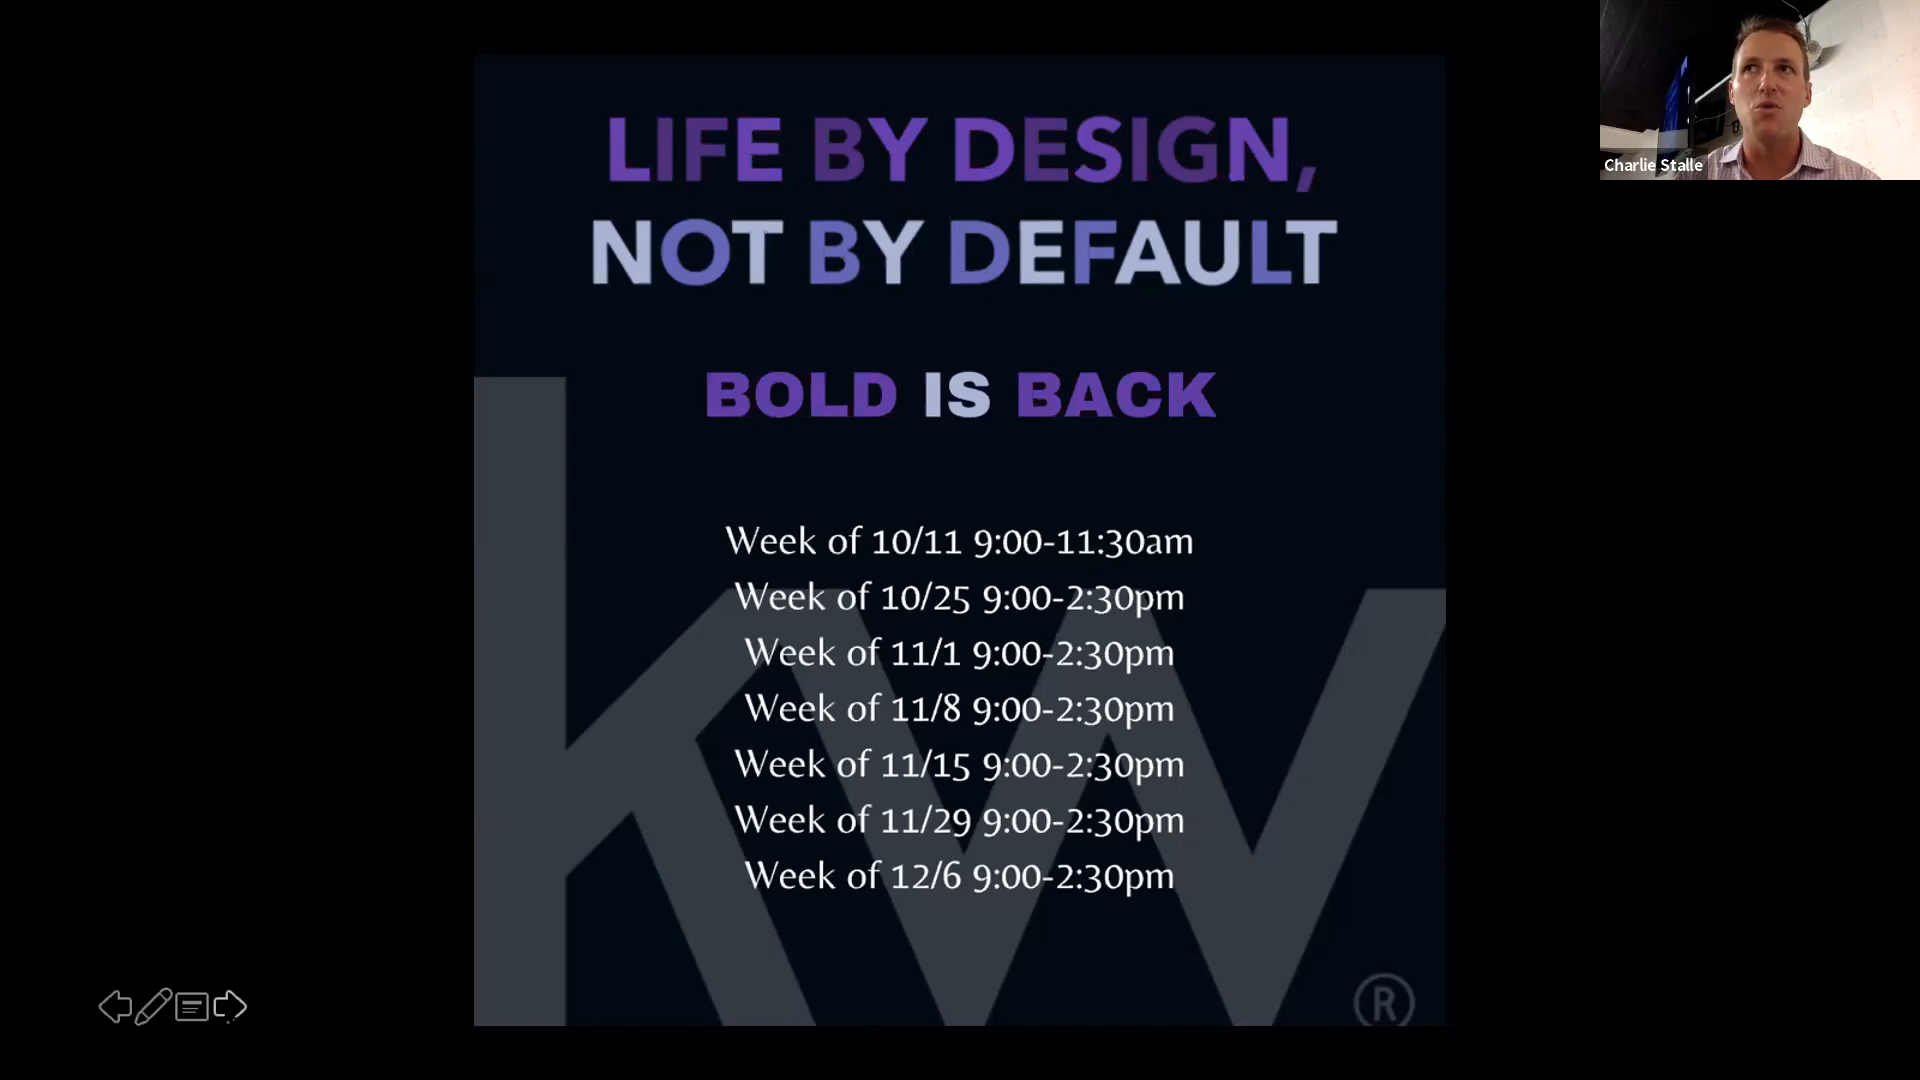 LIFE BY DESIGN,
NOT BY DEFAULT
BOLD IS BACK
Week of 10/11 9:00-11:30am
Week of 10/25 9:00-2:30pm
Week of 11/1 9:00-2:30pm
Week of 11/8 9:00-2:30pm
Week of 11/15 9:00-2:30pm
Week of 11/29 9:00-2:30pm
Week of 12/6 9:00-2:30pm
kw
®
Charlie Stalle